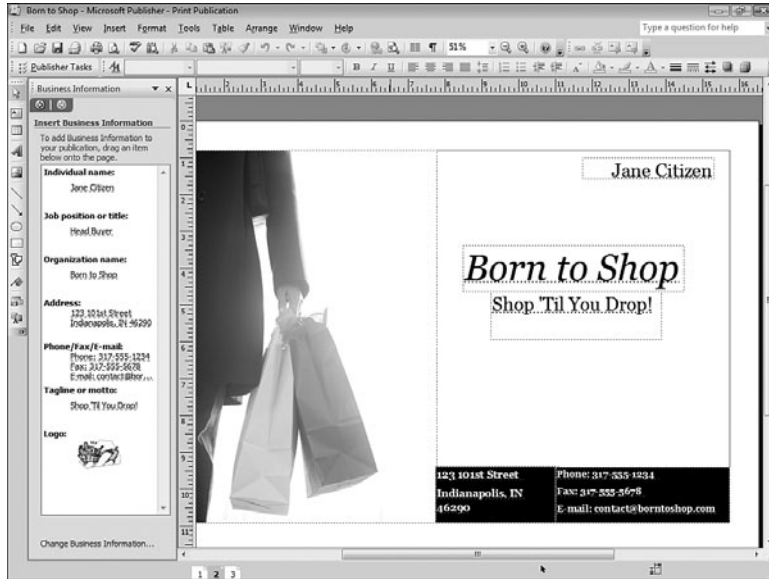 Born to Shop - Microsoft Publisher - Print Publication
File Edit View Insert Format Tools Table Arrange Window Help
Type a question for help
51%
Publisher Tasks
B I U
Business Information
Insert Business Information
To add Business Information to
your publication, drag an item
below onto the page.
Individual name:
Jane Citizen
Job position or title:
Head Buyer
Organization name:
Born to Shop
Address:
123 101st Street
Indianapolis, IN 46290
Phone/Fax/E-mail:
Phone: 317-555-1234
Fax: 317-555-5678
E-mail: contact@bor...
Tagline or motto:
Shop 'Til You Drop!
Logo:
Change Business Information...
Jane Citizen
Born to Shop
Shop 'Til You Drop!
123 101st Street
Indianapolis, IN
46290
Phone: 317-555-1234
Fax: 317-555-5678
E-mail: contact@borntoshop.com
1 2 3